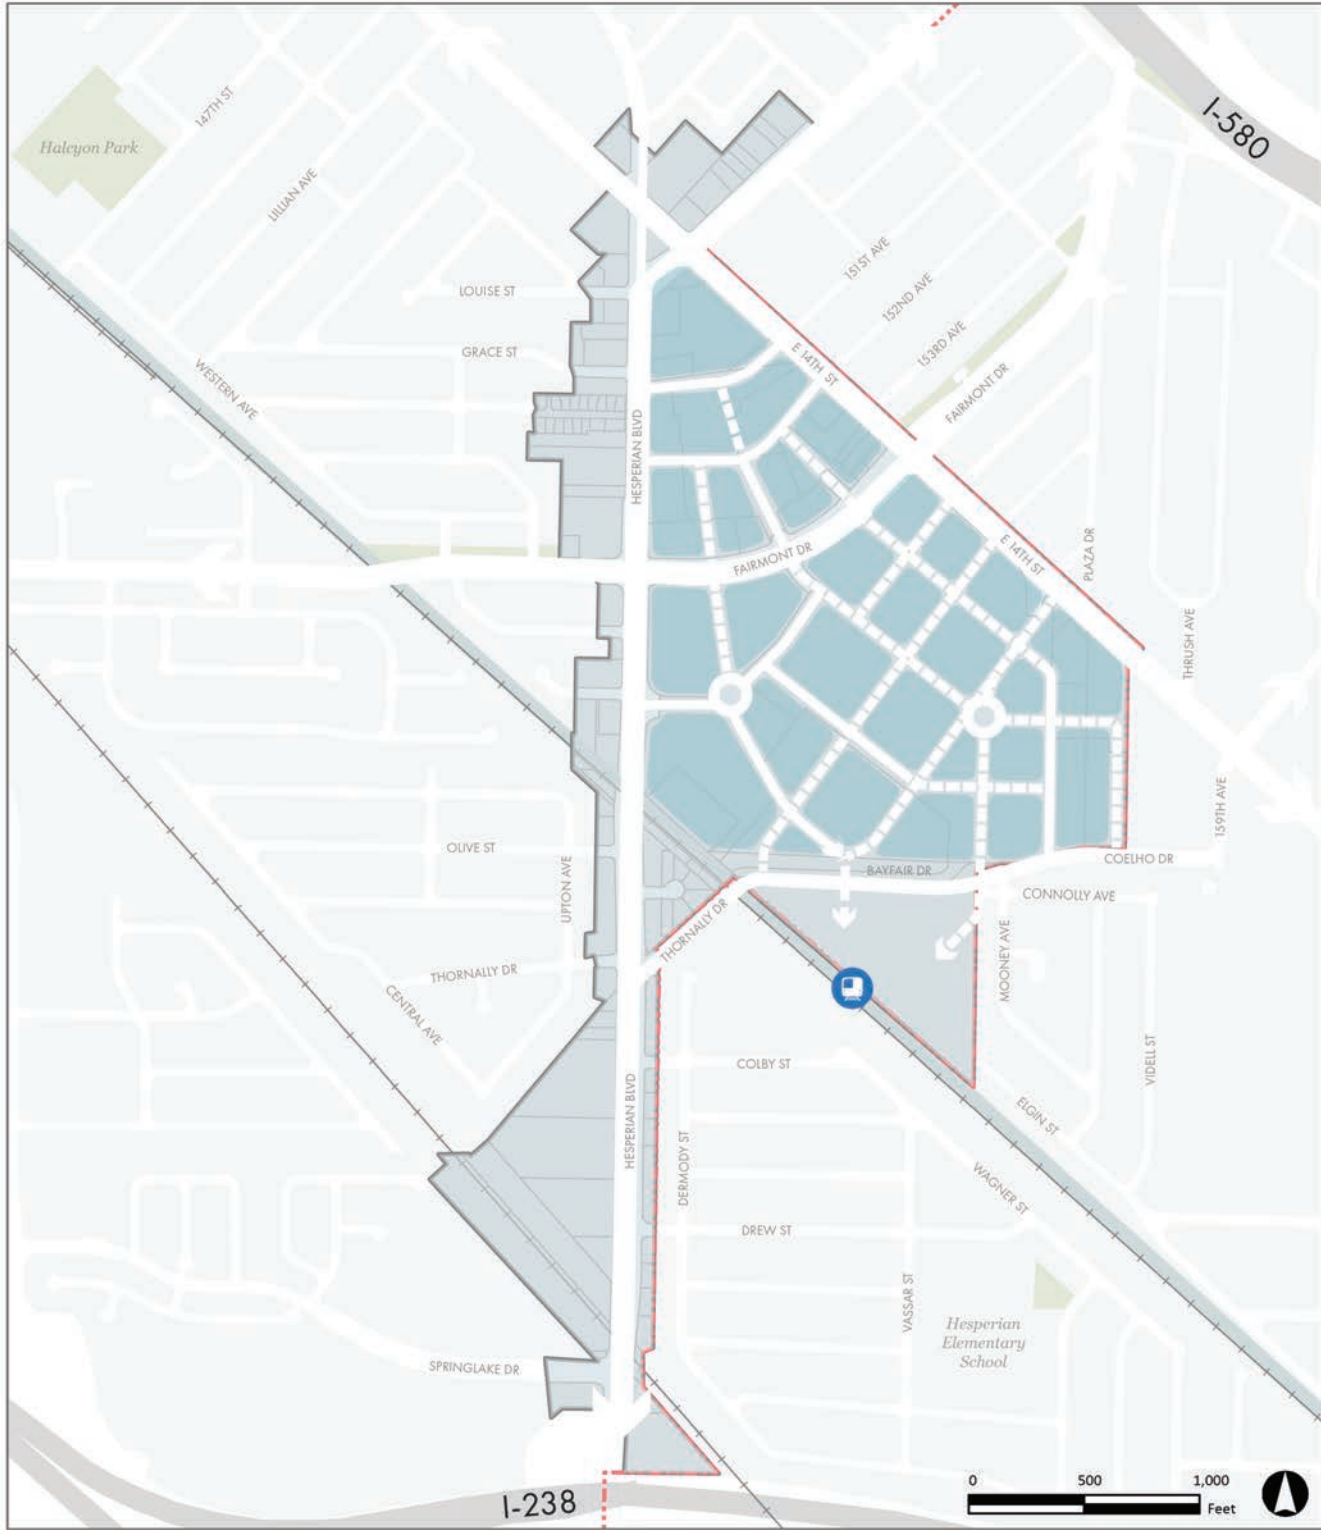 I-580
147TH ST
Halcyon Park
LILLIAN AVE
151ST AVE
LOUISE ST
152ND AVE
153RD AVE
GRACE ST
E 14TH ST
WESTERN AVE
FAIRMONT DR
HESPERIAN BLVD
E 14TH ST
FAIRMONT DR
PLAZA DR
THRUSH AVE
159TH AVE
OLIVE ST
COELHO DR
BAYFAIR DR
UPTON AVE
CONNOLLY AVE
THORNALLY DR
MOONEY AVE
THORNALLY DR
CENTRAL AVE
COLBY ST
VIDELL ST
HESPERIAN BLVD
ELGIN ST
DERMODY ST
WAGNER ST
DREW ST
VASSAR ST
Hesperian
Elementary
School
SPRINGLAKE DR
0 500 1,000
Feet
I-238